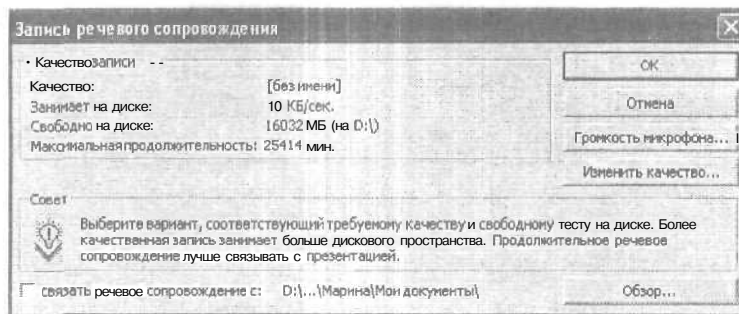 Запись речевого сопровождения
• Качество записи - -
Качество: [без имени]
Занимает на диске: 10 КБ/сек.
Свободно на диске: 16032 МБ (на D:\)
Максимальная продолжительность: 25414 мин.
ОК
Отмена
Громкость микрофона...
Изменить качество...
Совет
Выберите вариант, соответствующий требуемому качеству и свободному тесту на диске. Более
качественная запись занимает больше дискового пространства. Продолжительное речевое
сопровождение лучше связывать с презентацией.
связать речевое сопровождение с: D:\...\Марина\Мои документы\
Обзор...